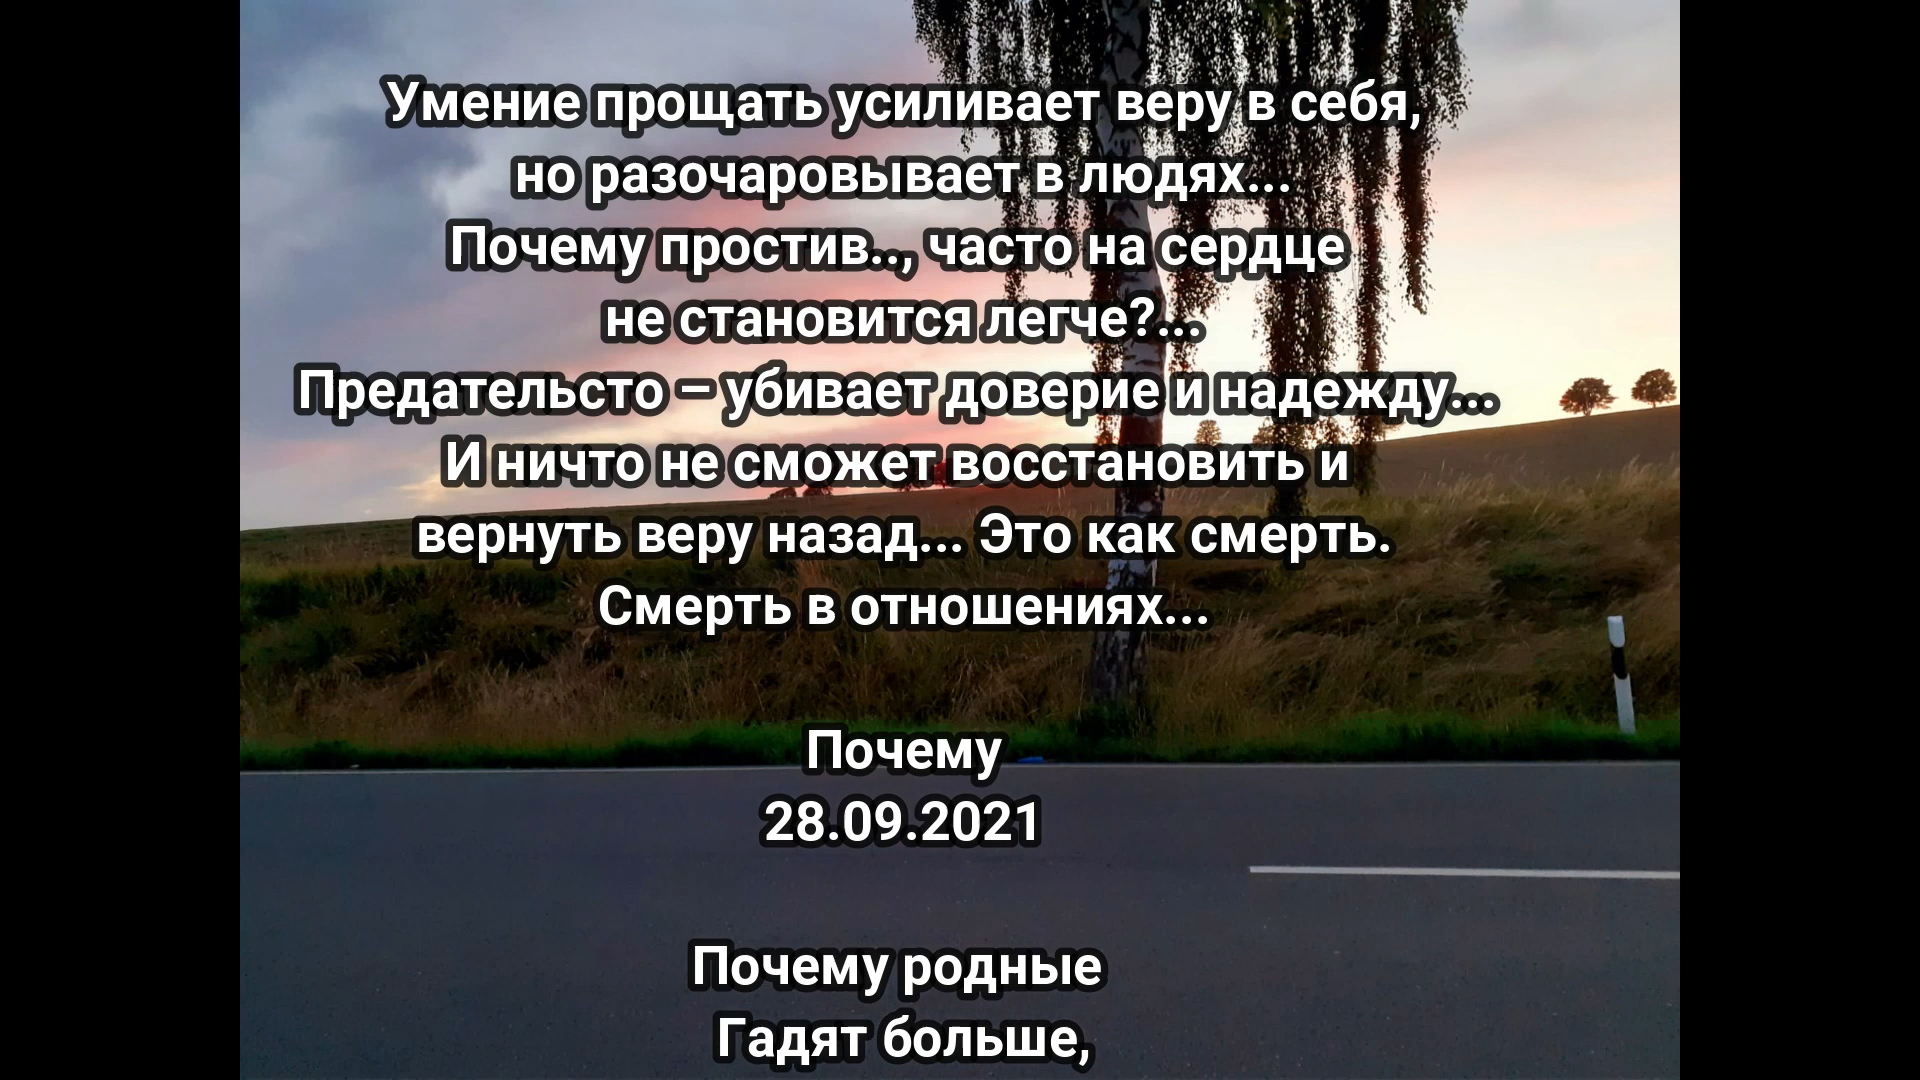 Умение прощать усиливает веру в себя,
но разочаровывает в людях...
Почему простив.., часто на сердце
не становится легче?...
Предательсто – убивает доверие и надежду...
И ничто не сможет восстановить и
вернуть веру назад... Это как смерть.
Смерть в отношениях...
Почему
28.09.2021
Почему родные
Гадят больше,